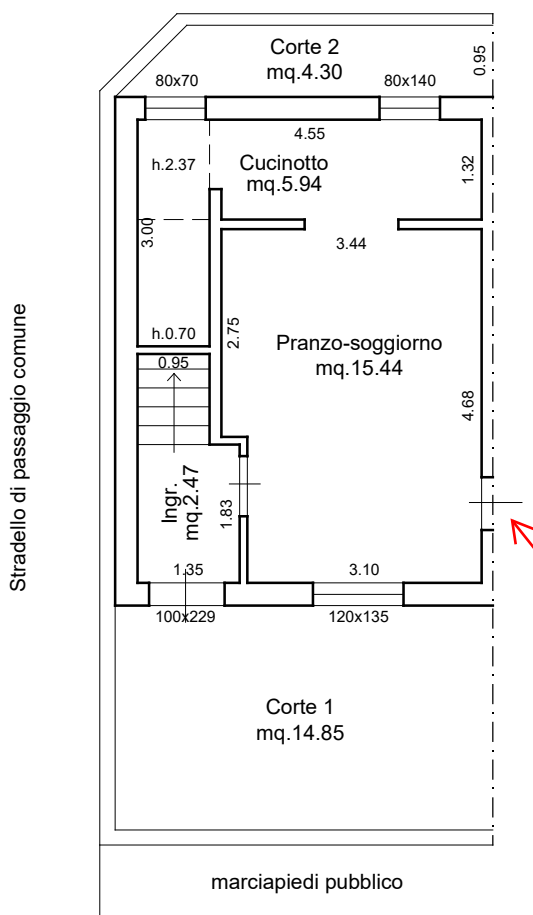 Corte 2
mq.4.30
0.95
80x70
80x140
4.55
h.2.37
Cucinotto
mq.5.94
1.32
3.00
3.44
2.75
h.0.70
Pranzo-soggiorno
mq.15.44
0.95
4.68
Stradello di passaggio comune
Ingr.
mq.2.47
1.83
1.35
3.10
100x229
120x135
Corte 1
mq.14.85
marciapiedi pubblico